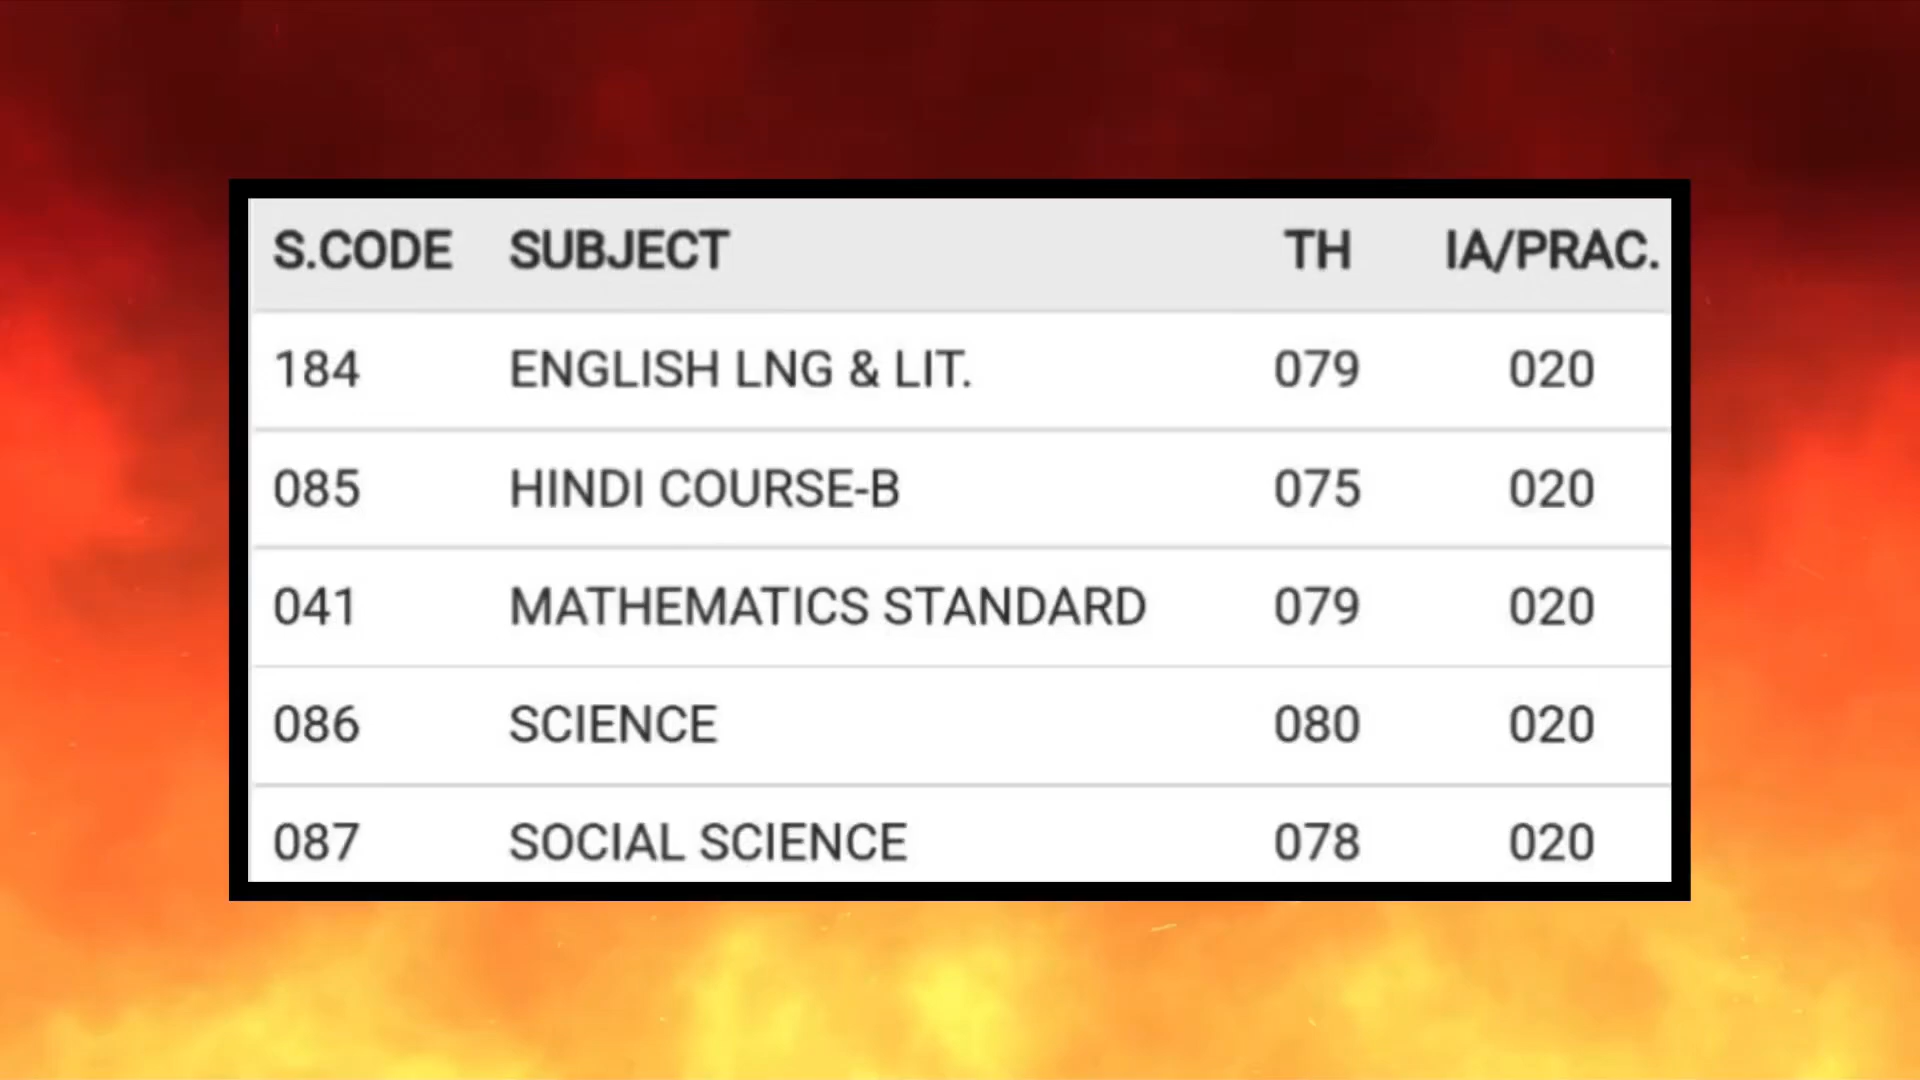 S.CODE SUBJECT TH IA/PRAC.
184 ENGLISH LNG & LIT. 079 020
085 HINDI COURSE-B 075 020
041 MATHEMATICS STANDARD 079 020
086 SCIENCE 080 020
087 SOCIAL SCIENCE 078 020